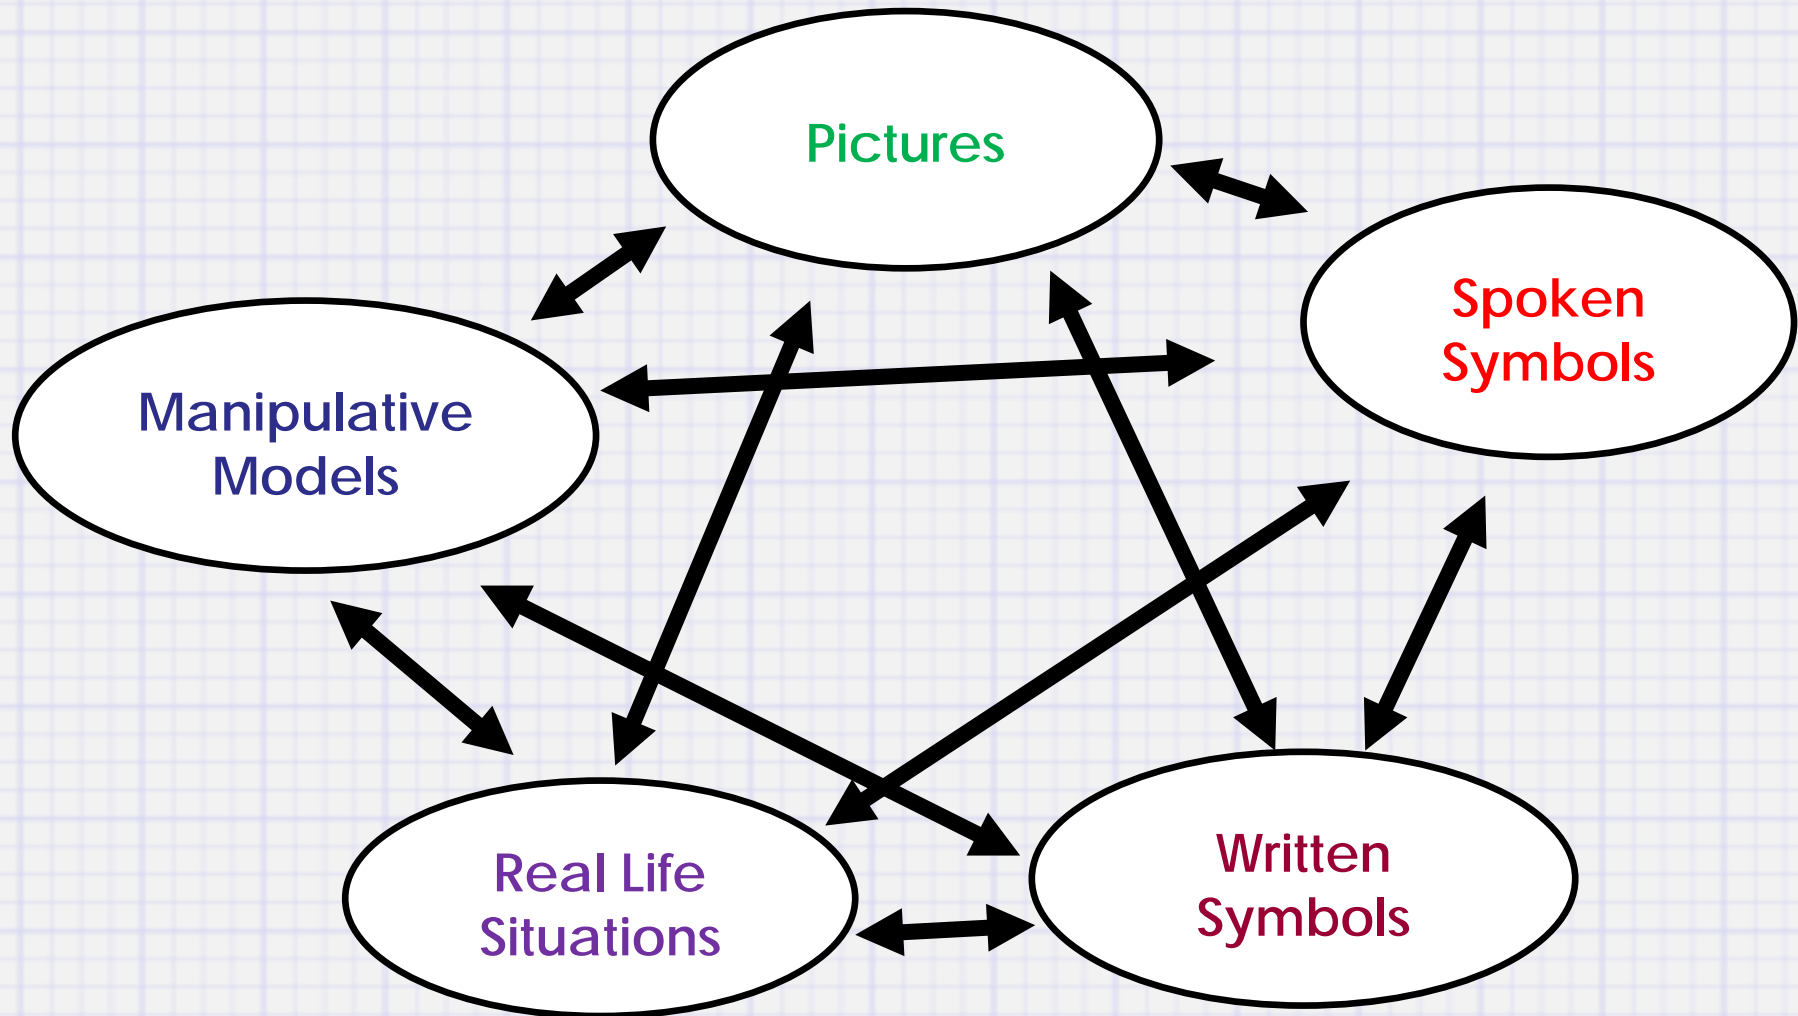 Pictures
Spoken
Symbols
Manipulative
Models
Real Life
Situations
Written
Symbols